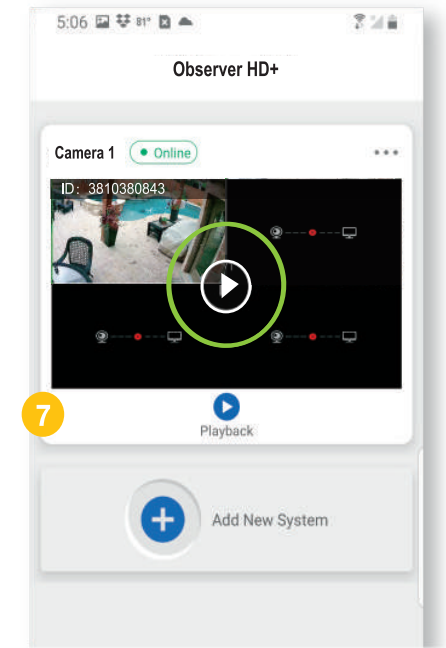 5:06 81°
Observer HD+
Camera 1 Online
ID: 3810380843
7
Playback
Add New System